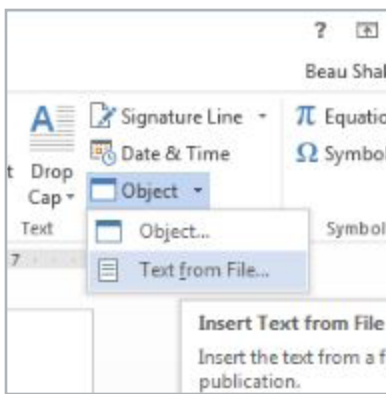 ?
Beau Shal
A
Signature Line
π Equatio
Date & Time
Ω Symbol
t Drop
Cap
Object
Text
Object...
Symbol
7
Text from File...
Insert Text from File
Insert the text from a f
publication.